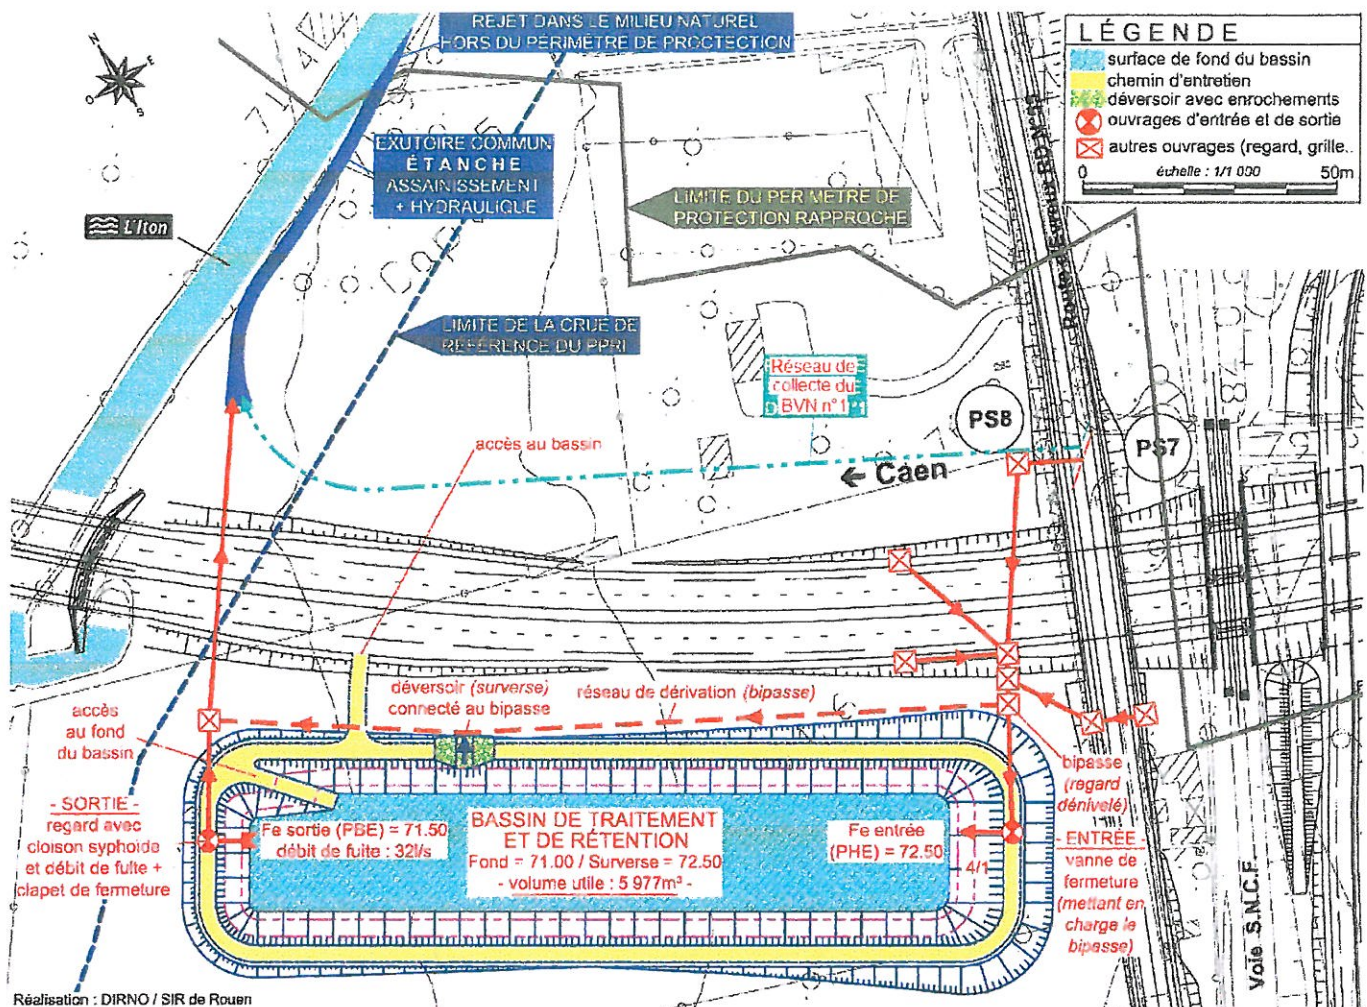 REJET DANS LE MILIEU NATUREL
HORS DU PÉRIMÈTRE DE PROCTECTION
LÉGENDE
surface de fond du bassin
chemin d'entretien
déversoir avec enrochements
ouvrages d'entrée et de sortie
autres ouvrages (regard, grille..
0
échelle : 1/1 000
50m
N
E
S
O
EXUTOIRE COMMUN
ÉTANCHE
ASSAINISSEMENT
+ HYDRAULIQUE
LIMITE DU PER METRE DE
PROTECTION RAPPROCHE
L'Iton
LIMITE DE LA CRUE DE
REFERENCE DU PPRI
Réseau de
collecte du
BVN n°1
PS8
PS7
accès au bassin
← Caen
déversoir (surverse)
connecté au bipasse
réseau de dérivation (bipasse)
accès
au fond
du bassin
bipasse
(regard
dénivelé)
- SORTIE -
regard avec
cloison syphoïde
et débit de fuite +
clapet de fermeture
Fe sortie (PBE) = 71.50
débit de fuite : 32l/s
BASSIN DE TRAITEMENT
ET DE RÉTENTION
Fond = 71.00 / Surverse = 72.50
- volume utile : 5 977m³ -
Fe entrée
(PHE) = 72.50
4/1
- ENTRÉE -
vanne de
fermeture
(mettant en
charge le
bipasse)
Voie S.N.C.F.
Réalisation : DIRNO / SIR de Rouen